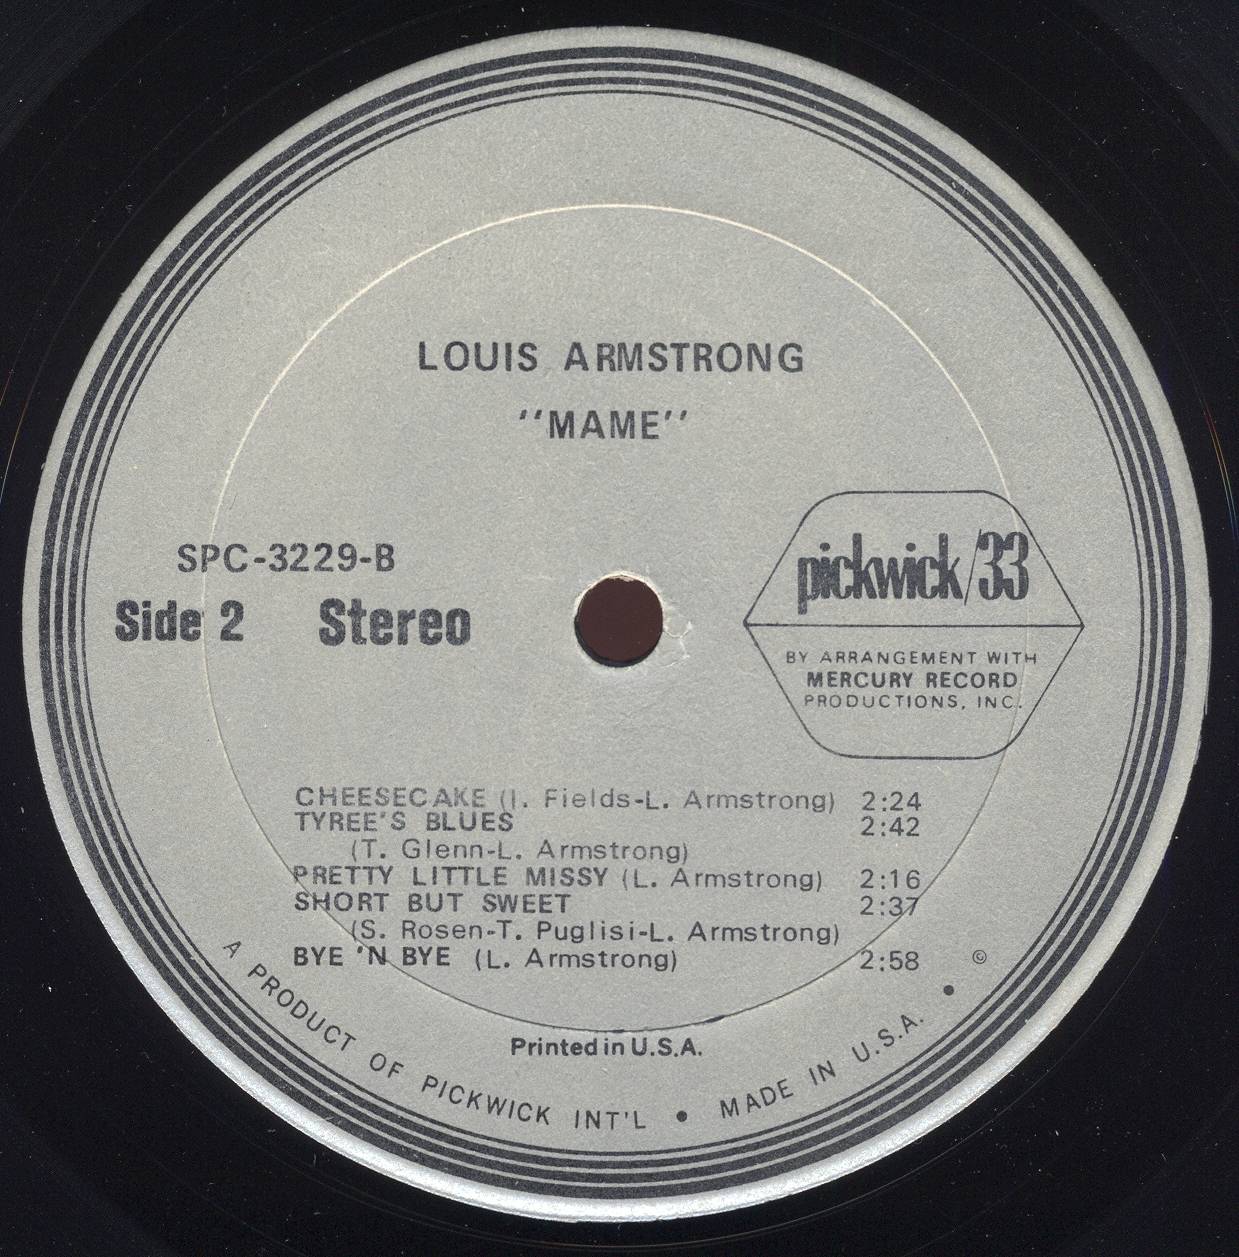 LOUIS ARMSTRONG
''MAME''
SPC-3229-B
Side 2 Stereo
pickwick/33
BY ARRANGEMENT WITH
MERCURY RECORD
PRODUCTIONS, INC.
CHEESECAKE (I. Fields-L. Armstrong) 2:24
TYREE'S BLUES 2:42
(T. Glenn-L. Armstrong)
PRETTY LITTLE MISSY (L. Armstrong) 2:16
SHORT BUT SWEET 2:37
(S. Rosen-T. Puglisi-L. Armstrong)
BYE 'N BYE (L. Armstrong) 2:58 ©
Printed in U.S.A.
A PRODUCT OF PICKWICK INT'L • MADE IN U.S.A. •